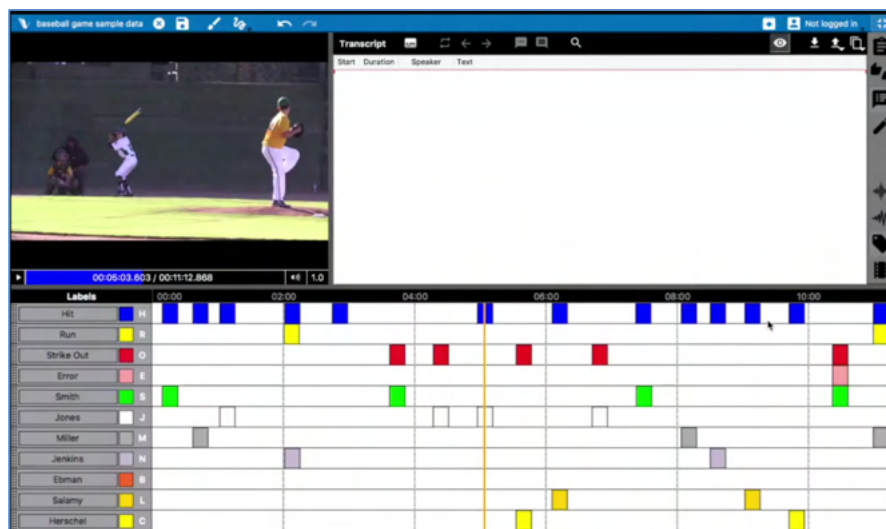 baseball game sample data
Not logged in
Transcript
Start Duration Speaker Text
00:05:03.603 / 00:11:12.868 1.0
Labels 00:00 02:00 04:00 06:00 08:00 10:00
Hit H
Run R
Strike Out O
Error E
Smith S
Jones J
Miller M
Jenkins N
Ebman B
Salamy L
Herschel C